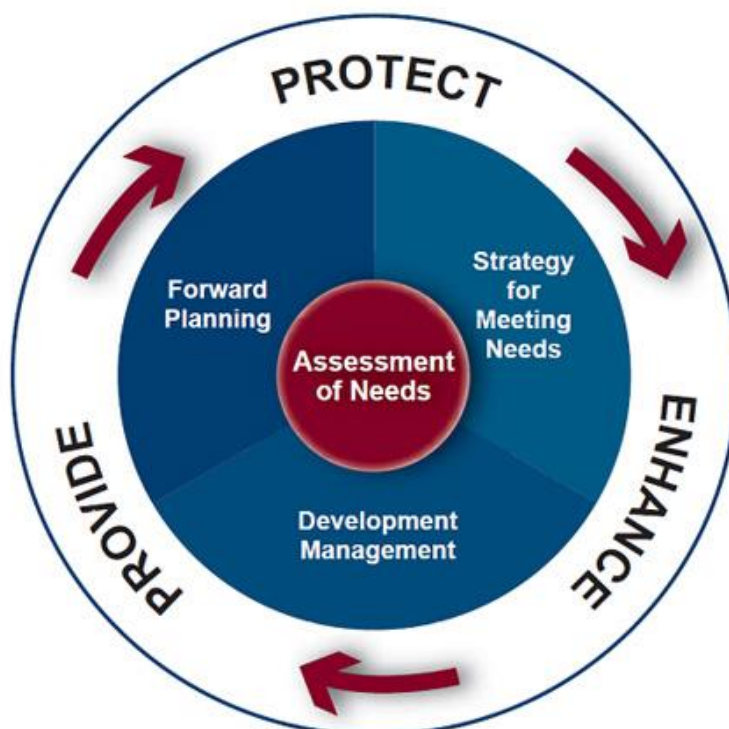 PROTECT
Forward
Planning
Strategy
for
Meeting
Needs
Assessment
of Needs
Development
Management
PROVIDE
ENHANCE